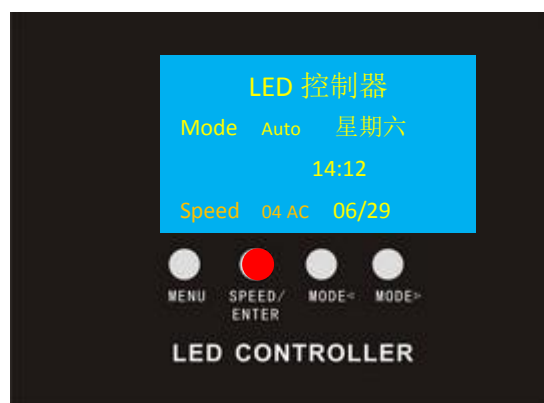 LED 控制器
Mode Auto 星期六
14:12
Speed 04 AC 06/29
MENU SPEED/ MODE< MODE>
ENTER
LED CONTROLLER